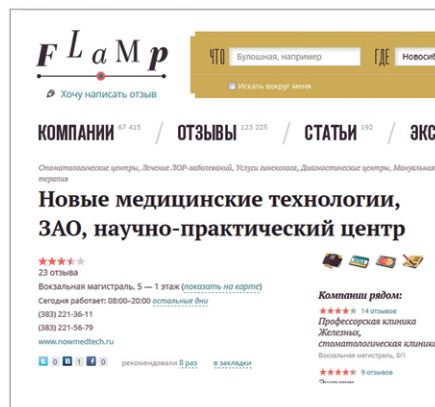 FLaMp
ЧТО Булошная, например ГДЕ
Искать вокруг меня
Хочу написать отзыв
КОМПАНИИ 67 415 / ОТЗЫВЫ 123 225 / СТАТЬИ 192 /
Стоматологические центры, Лечение ЛОР-заболеваний, Услуги гинеколога, Диагностические центры, Мануальная
терапия
Новые медицинские технологии,
ЗАО, научно-практический центр
23 отзыва
Вокзальная магистраль, 5 — 1 этаж (показать на карте)
Сегодня работает: 08:00–20:00 остальные дни
(383) 221-36-11
(383) 221-56-79
www.nowmedtech.ru
0 В 1 f 0 рекомендовали 8 раз в закладки
Компании рядом:
14 отзывов
Профессорская клиника
Железных,
стоматологическая клиника
Вокзальная магистраль, 8/1
9 отзывов